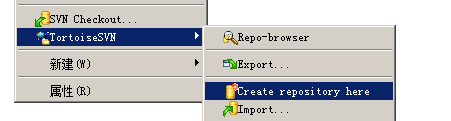 SVN Checkout...
TortoiseSVN
新建(W)
属性(R)
Repo-browser
Export...
Create repository here
Import...